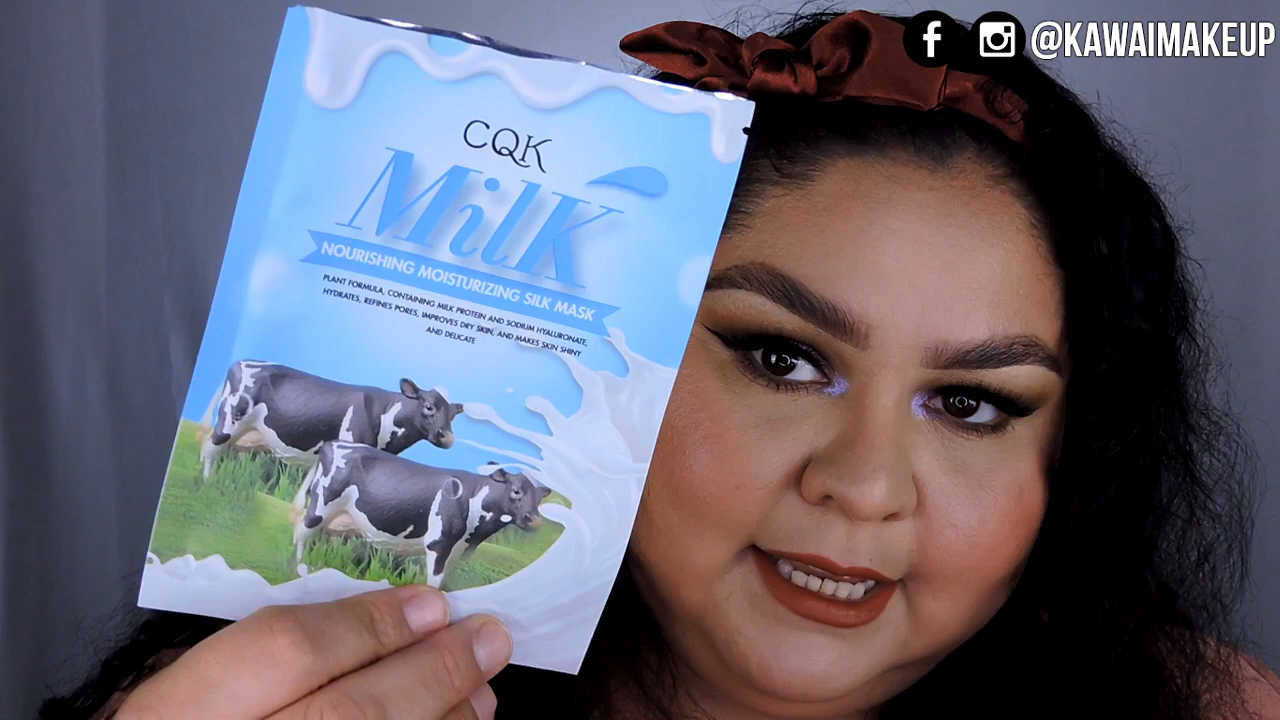 @KAWAIMAKEUP
CQK
Milk
NOURISHING MOISTURIZING SILK MASK
PLANT FORMULA, CONTAINING MILK PROTEIN AND SODIUM HYALURONATE,
HYDRATES, REFINES PORES, IMPROVES DRY SKIN, AND MAKES SKIN SHINY
AND DELICATE